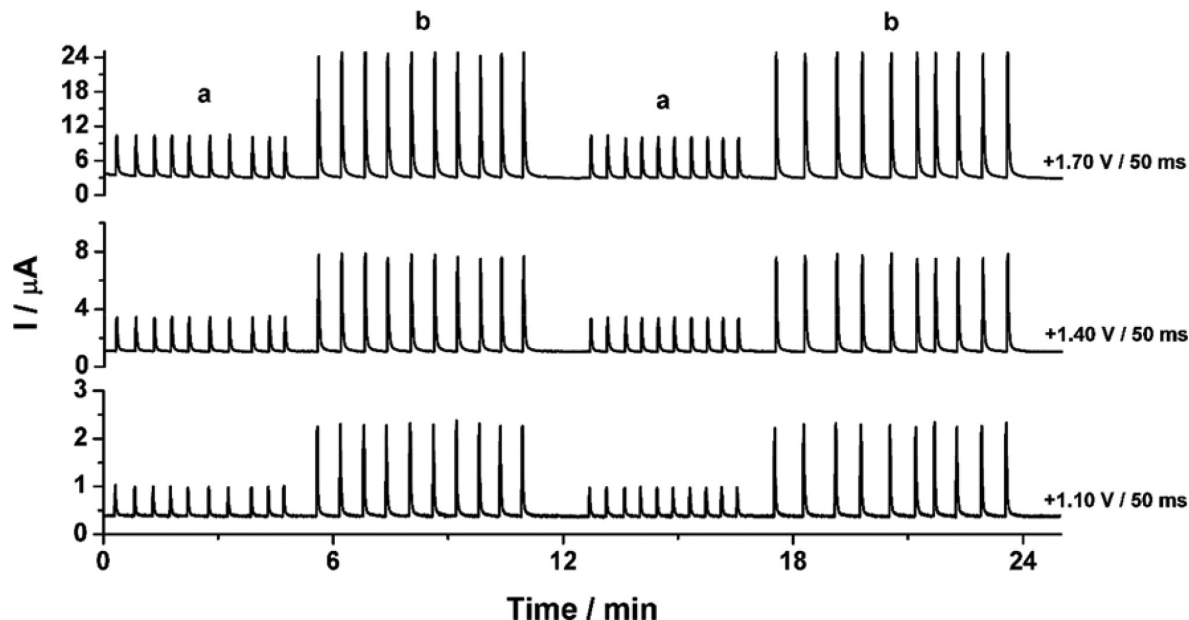 b b
a a
24
18
12
6
0
+1.70 V / 50 ms
8
4
0
+1.40 V / 50 ms
I / μA
3
2
1
0
+1.10 V / 50 ms
0 6 12 18 24
Time / min